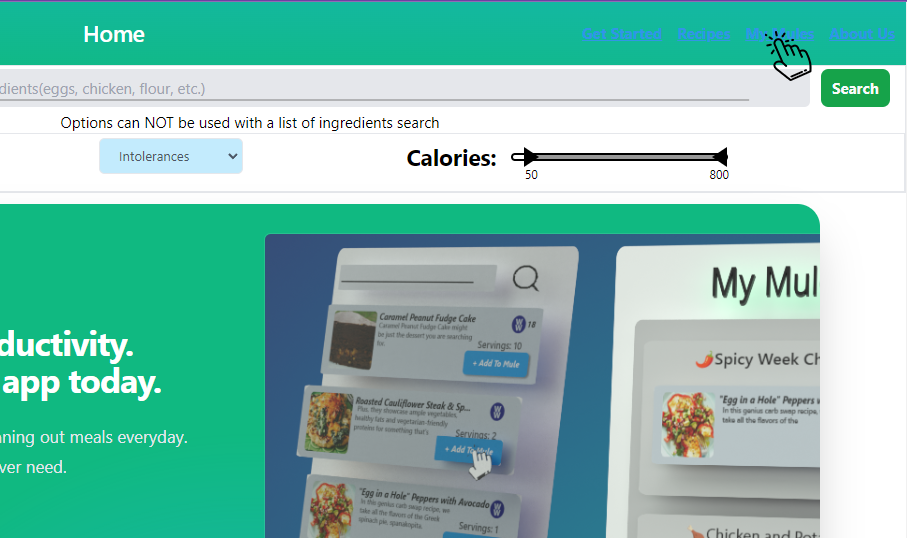 Home
Get Started Recipes About Us
dients(eggs, chicken, flour, etc.)
Search
Options can NOT be used with a list of ingredients search
Intolerances
Calories:
50
800
ductivity.
app today.
ning out meals everyday.
ver need.
Caramel Peanut Fudge Cake
18
Caramel Peanut Fudge Cake might
be just the dessert you are searching
for.
Servings: 10
+ Add To Mule
Roasted Cauliflower Steak & Sp...
Plus, they showcase ample vegetables,
healthy fats and vegetarian-friendly
proteins for something that's
Servings: 2
+ Add To Mule
"Egg in a Hole" Peppers with Avocado
In this genius carb swap recipe, we
take all the flavors of the Greek
spinach pie, spanakopita,
Servings: 1
My Mul
Spicy Week Ch
"Egg in a Hole" Peppers w
In this genius carb swap recipe,
take all the flavors of the
Chicken and Pota